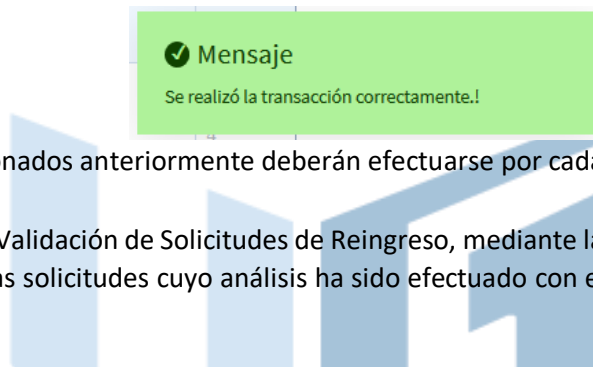 Mensaje
Se realizó la transacción correctamente.!
4
onados anteriormente deberán efectuarse por cada
Validación de Solicitudes de Reingreso, mediante la
as solicitudes cuyo análisis ha sido efectuado con e